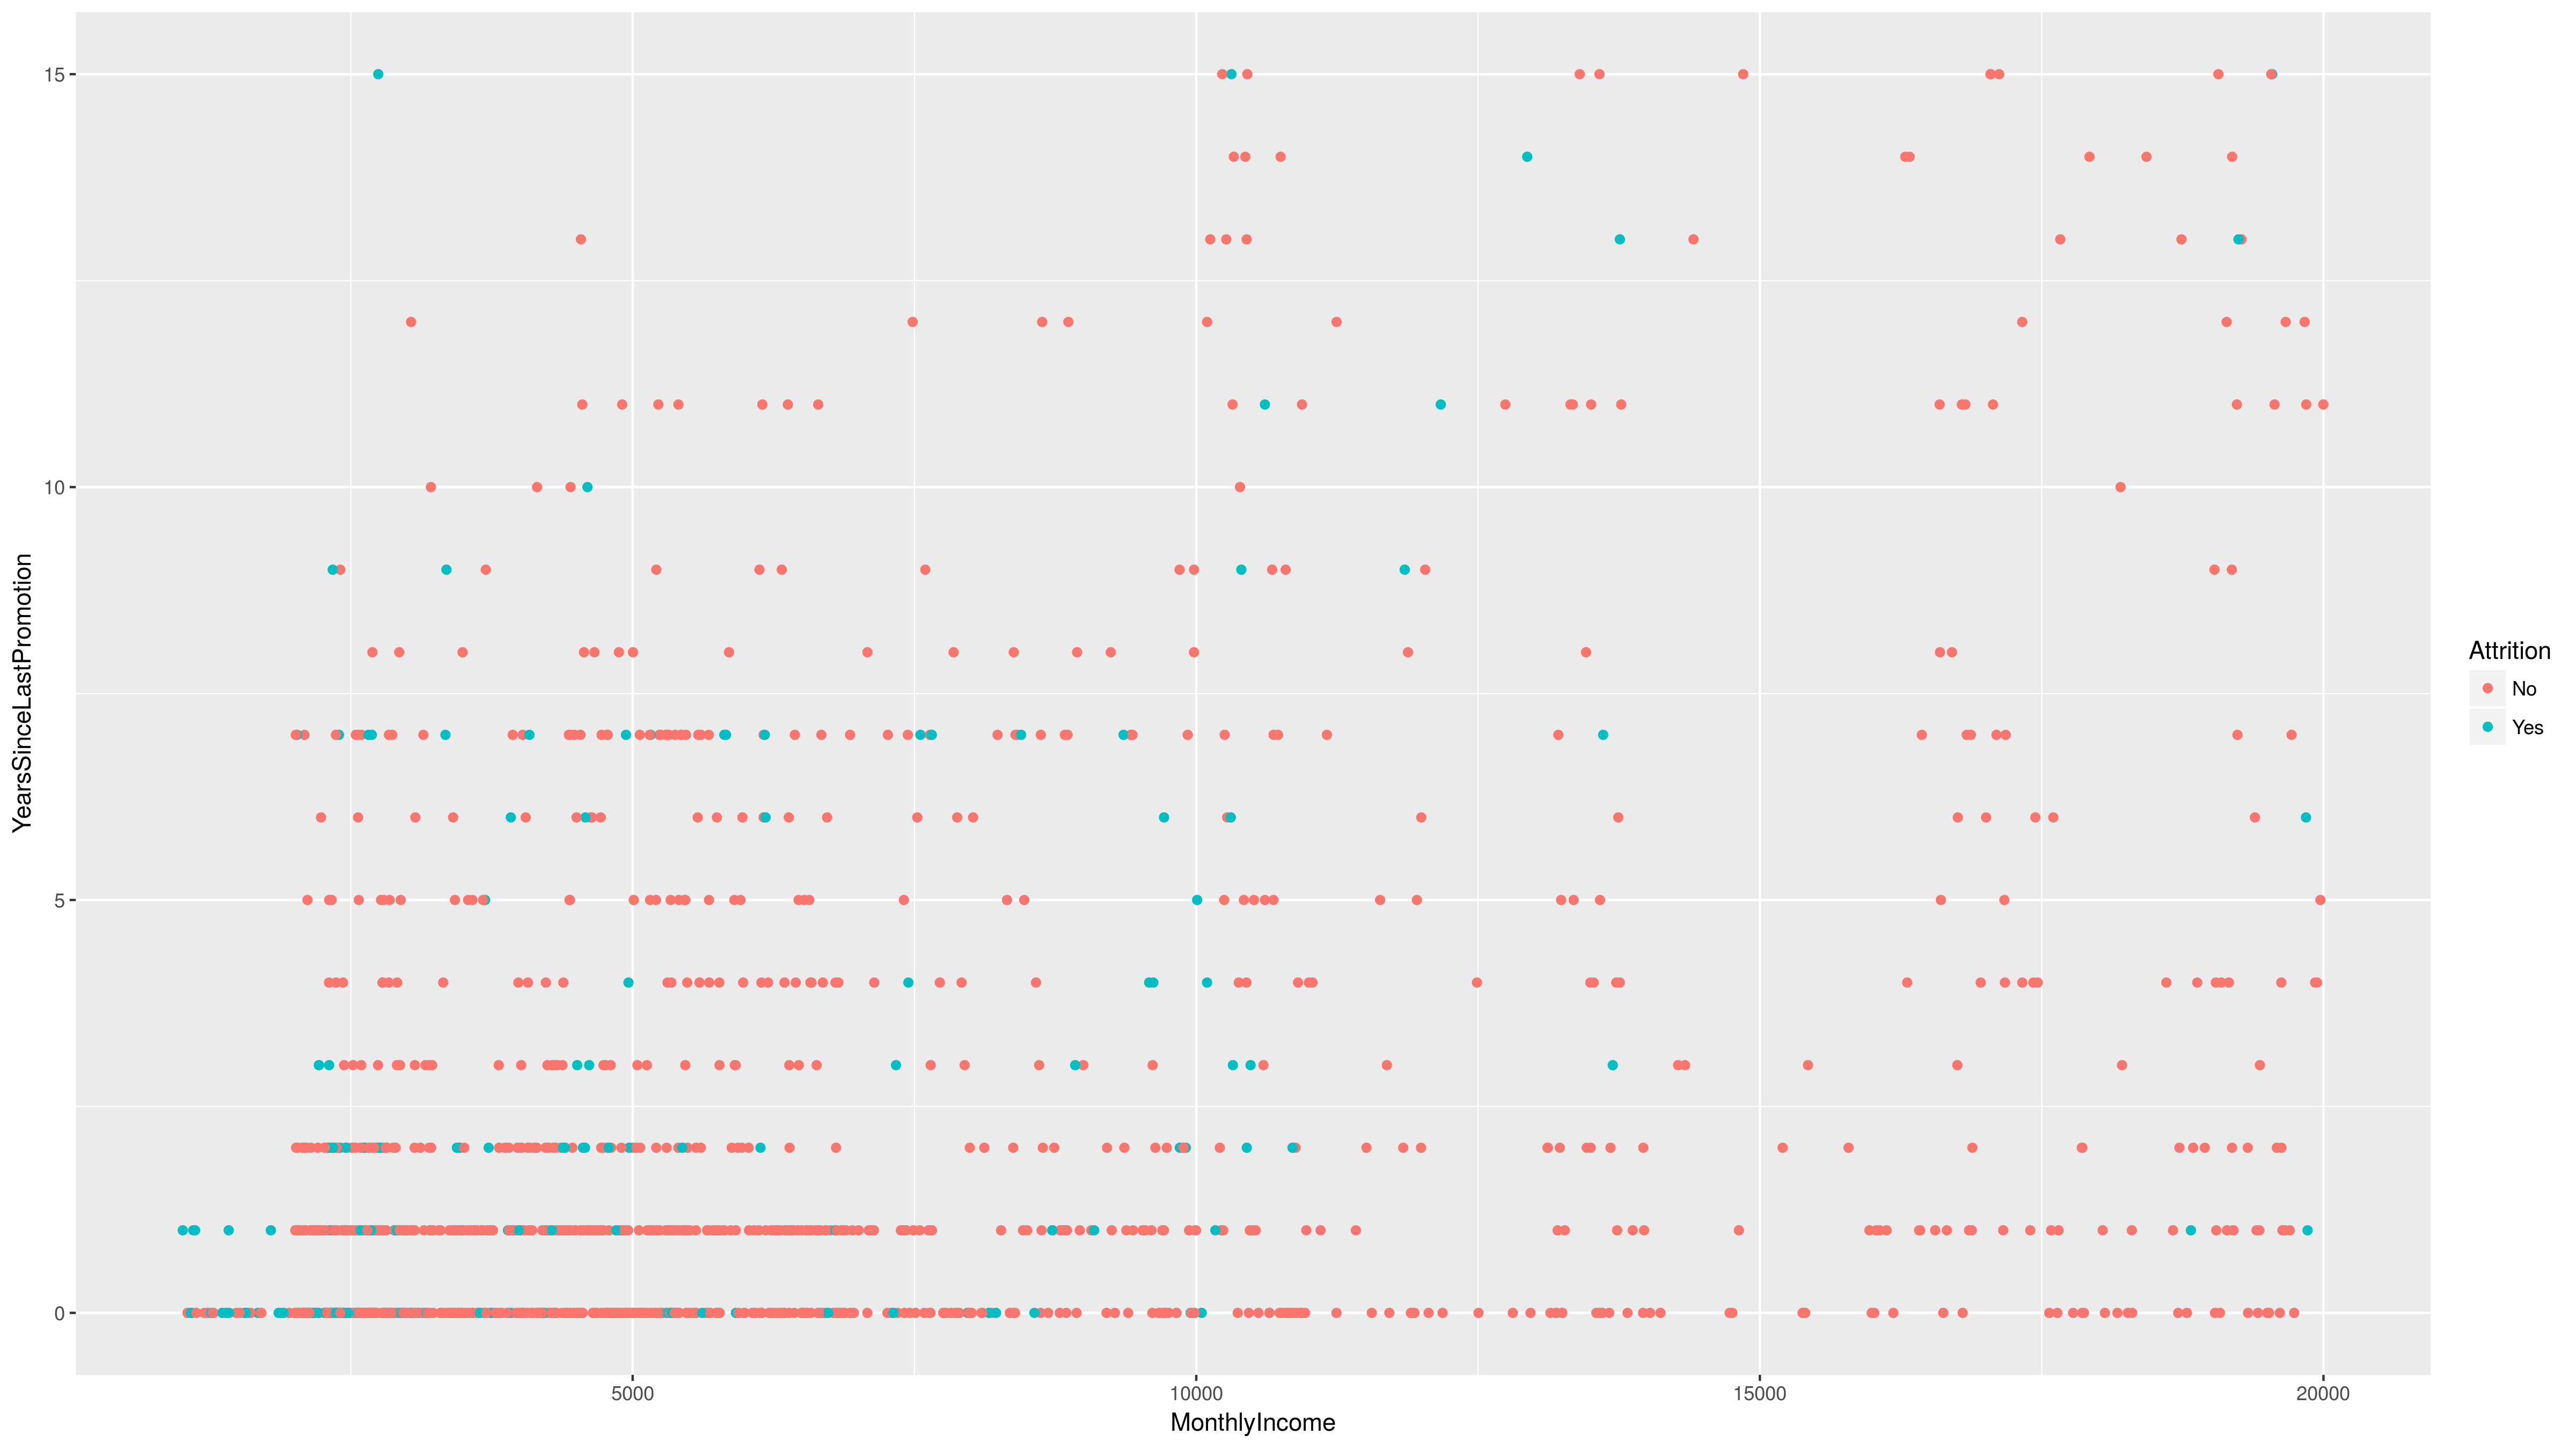 15
10
5
0
YearsSinceLastPromotion
5000
10000
15000
20000
MonthlyIncome
Attrition
No
Yes